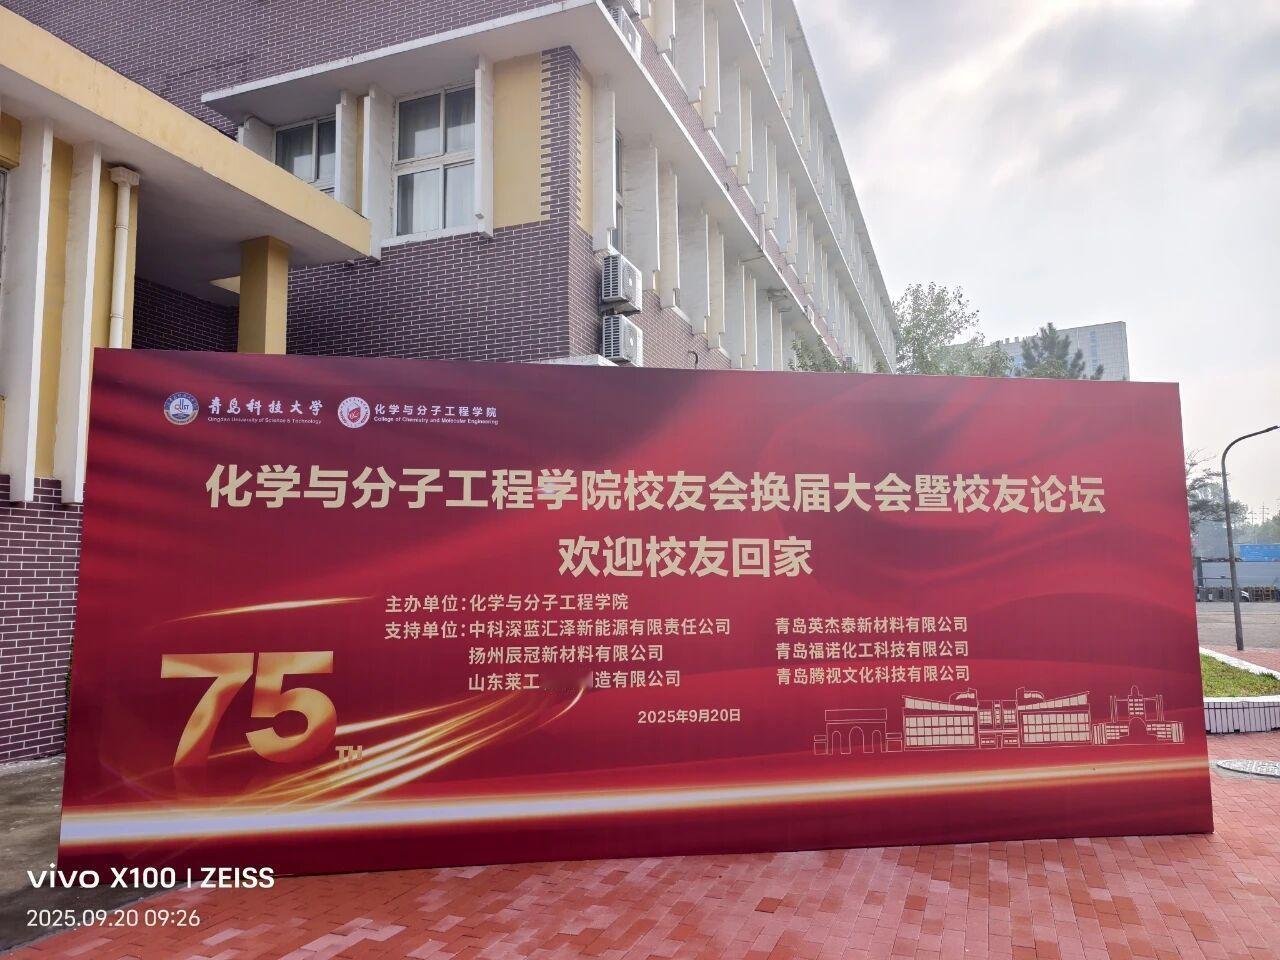 青岛科技大学
Qingdao University of Science & Technology
化学与分子工程学院
College of Chemistry and Molecular Engineering
化学与分子工程学院校友会换届大会暨校友论坛
欢迎校友回家
主办单位：化学与分子工程学院
支持单位：中科深蓝汇泽新能源有限责任公司 青岛英杰泰新材料有限公司
扬州辰冠新材料有限公司 青岛福诺化工科技有限公司
山东莱工 造有限公司 青岛腾视文化科技有限公司
2025年9月20日
75TH
vivo X100 | ZEISS
2025.09.20 09:26